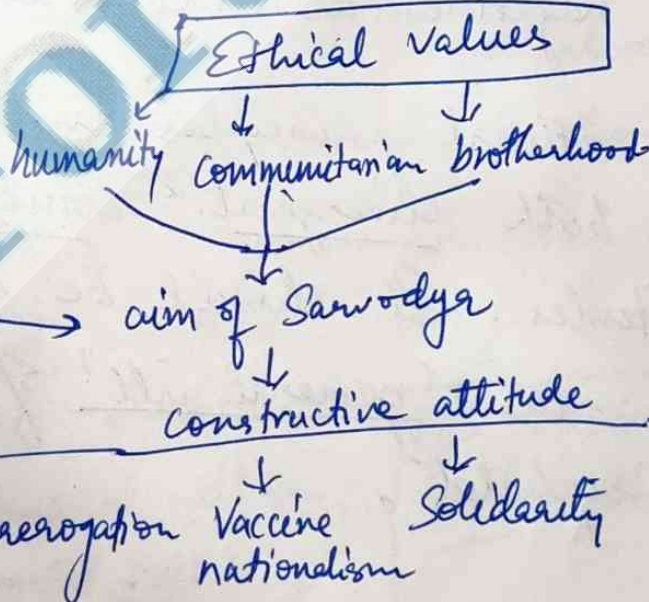 Ethical values
humanity communitarian brotherhood
aim of Sarvodya
constructive attitude
Vaccine Solidarity
nationalism